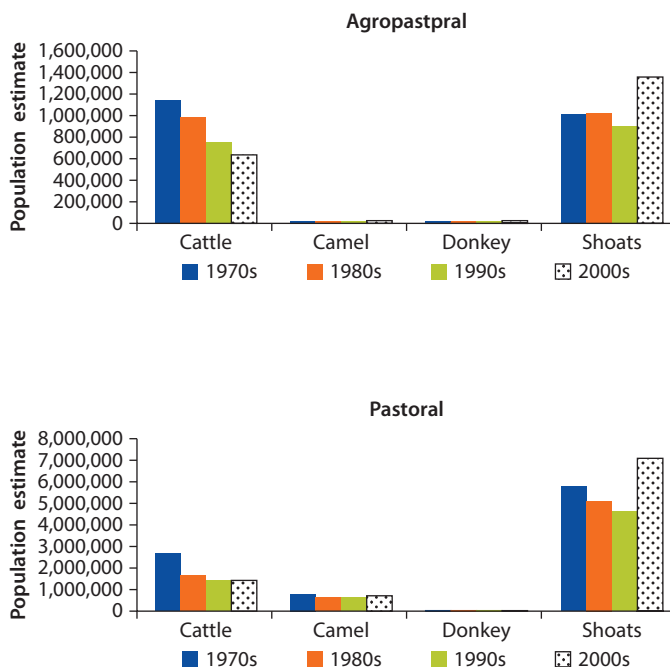 Agropastpral
Population estimate
1,600,000
1,400,000
1,200,000
1,000,000
800,000
600,000
400,000
200,000
0
Cattle Camel Donkey Shoats
1970s 1980s 1990s 2000s
Pastoral
Population estimate
8,000,000
7,000,000
6,000,000
5,000,000
4,000,000
3,000,000
2,000,000
1,000,000
0
Cattle Camel Donkey Shoats
1970s 1980s 1990s 2000s